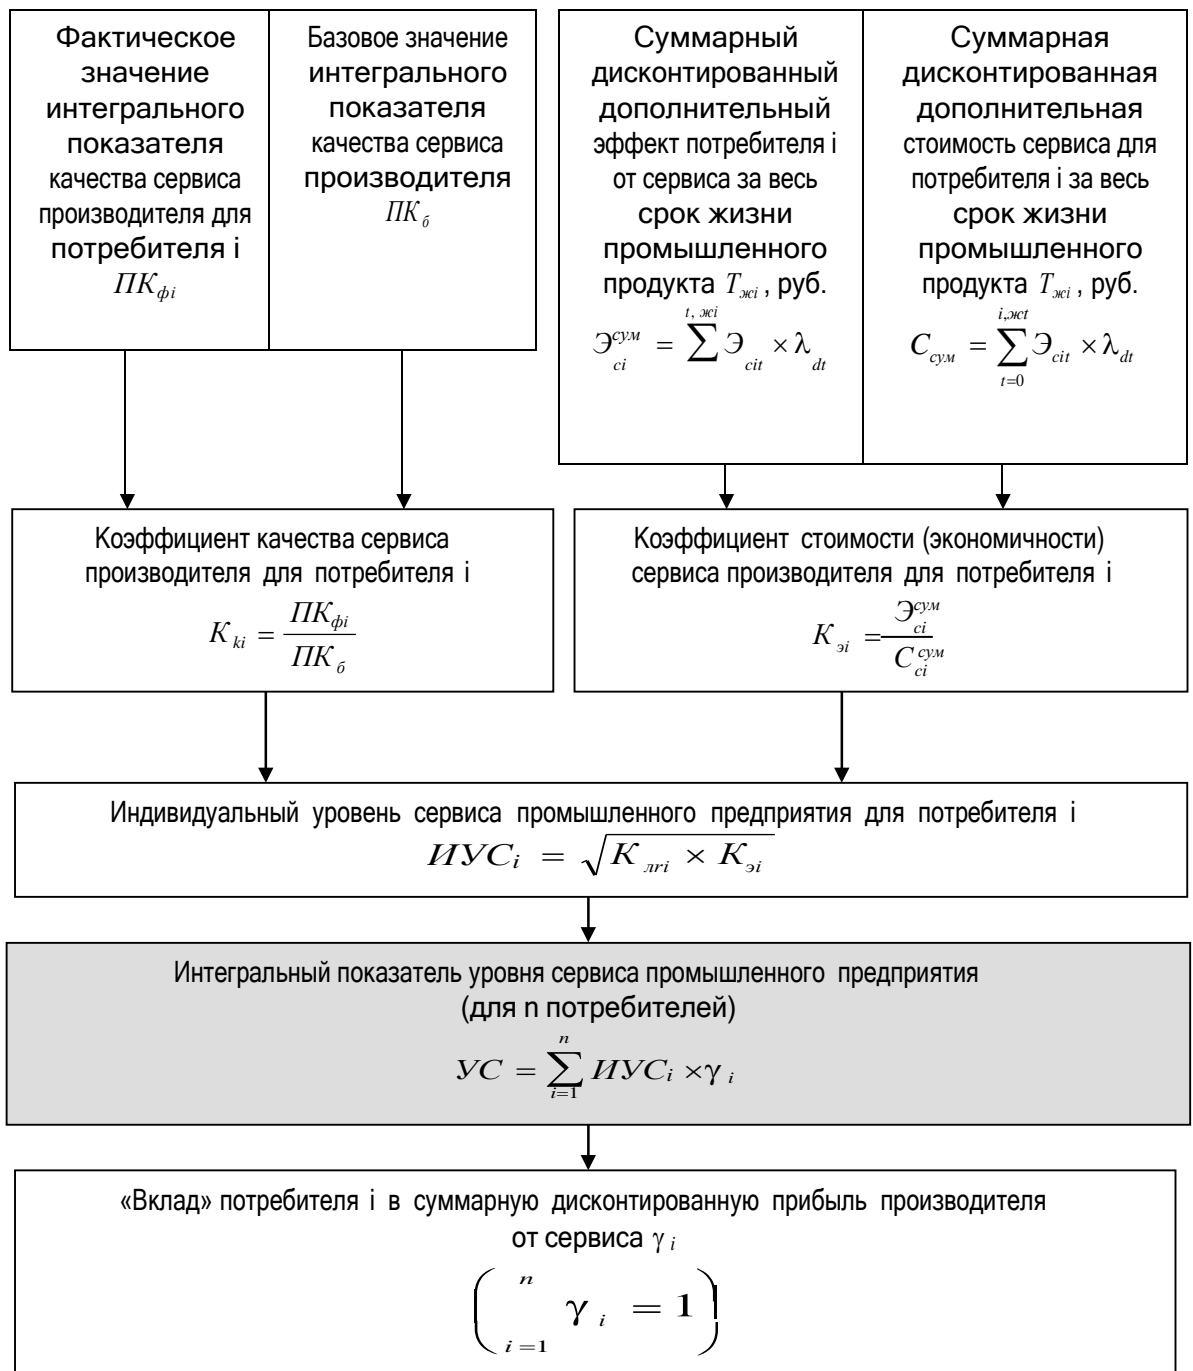 Фактическое
значение
интегрального
показателя
качества сервиса
производителя для
потребителя i
ПК_фi
Базовое значение
интегрального
показателя
качества сервиса
производителя
ПК_б
Суммарный
дисконтированный
дополнительный
эффект потребителя i
от сервиса за весь
срок жизни
промышленного
продукта T_жi , руб.
Э_ci^сум = ∑^{t, жi} Э_cit × λ_dt
Суммарная
дисконтированная
дополнительная
стоимость сервиса для
потребителя i за весь
срок жизни
промышленного
продукта T_жi , руб.
C_сум = ∑_{t=0}^{i,жt} Э_cit × λ_dt
Коэффициент качества сервиса
производителя для потребителя i
K_ki = ПК_фi / ПК_б
Коэффициент стоимости (экономичности)
сервиса производителя для потребителя i
K_эi = Э_ci^сум / C_ci^сум
Индивидуальный уровень сервиса промышленного предприятия для потребителя i
ИУС_i = √(K_лri × K_эi)
Интегральный показатель уровня сервиса промышленного предприятия
(для n потребителей)
УС = ∑_{i=1}^{n} ИУС_i × γ_i
«Вклад» потребителя i в суммарную дисконтированную прибыль производителя
от сервиса γ_i
( _{i=1}^{n} γ_i = 1 )